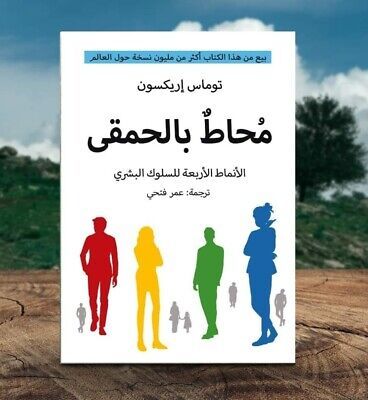 بيع من هذا الكتاب أكثر من مليون نسخة حول العالم
توماس إريكسون
مُحاطٌ بالحمقى
الأنماط الأربعة للسلوك البشري
ترجمة: عمر فتحي